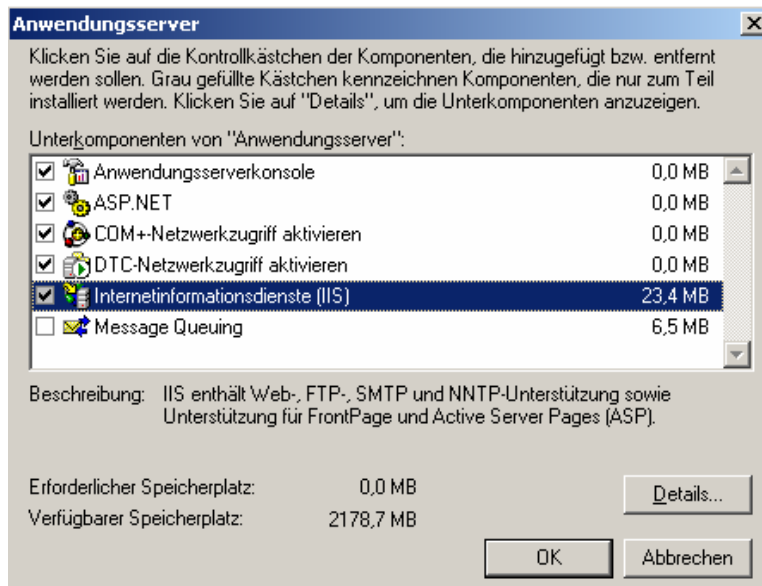 Anwendungsserver
Klicken Sie auf die Kontrollkästchen der Komponenten, die hinzugefügt bzw. entfernt
werden sollen. Grau gefüllte Kästchen kennzeichnen Komponenten, die nur zum Teil
installiert werden. Klicken Sie auf "Details", um die Unterkomponenten anzuzeigen.
Unterkomponenten von "Anwendungsserver":
Anwendungsserverkonsole 0,0 MB
ASP.NET 0,0 MB
COM+-Netzwerkzugriff aktivieren 0,0 MB
DTC-Netzwerkzugriff aktivieren 0,0 MB
Internetinformationsdienste (IIS) 23,4 MB
Message Queuing 6,5 MB
Beschreibung: IIS enthält Web-, FTP-, SMTP und NNTP-Unterstützung sowie
Unterstützung für FrontPage und Active Server Pages (ASP).
Erforderlicher Speicherplatz: 0,0 MB
Details...
Verfügbarer Speicherplatz: 2178,7 MB
OK Abbrechen